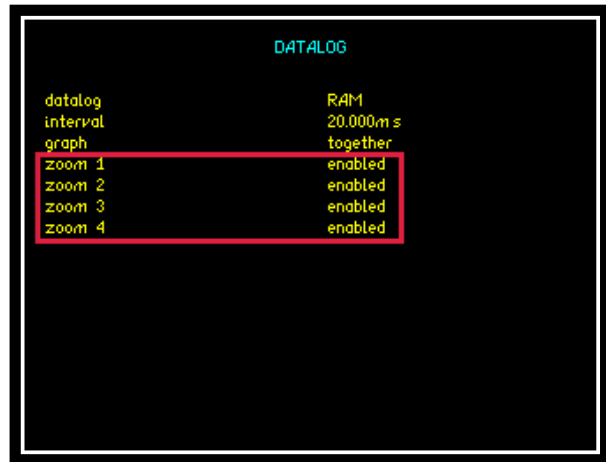 DATALOG
datalog RAM
interval 20.000m s
graph together
zoom 1 enabled
zoom 2 enabled
zoom 3 enabled
zoom 4 enabled